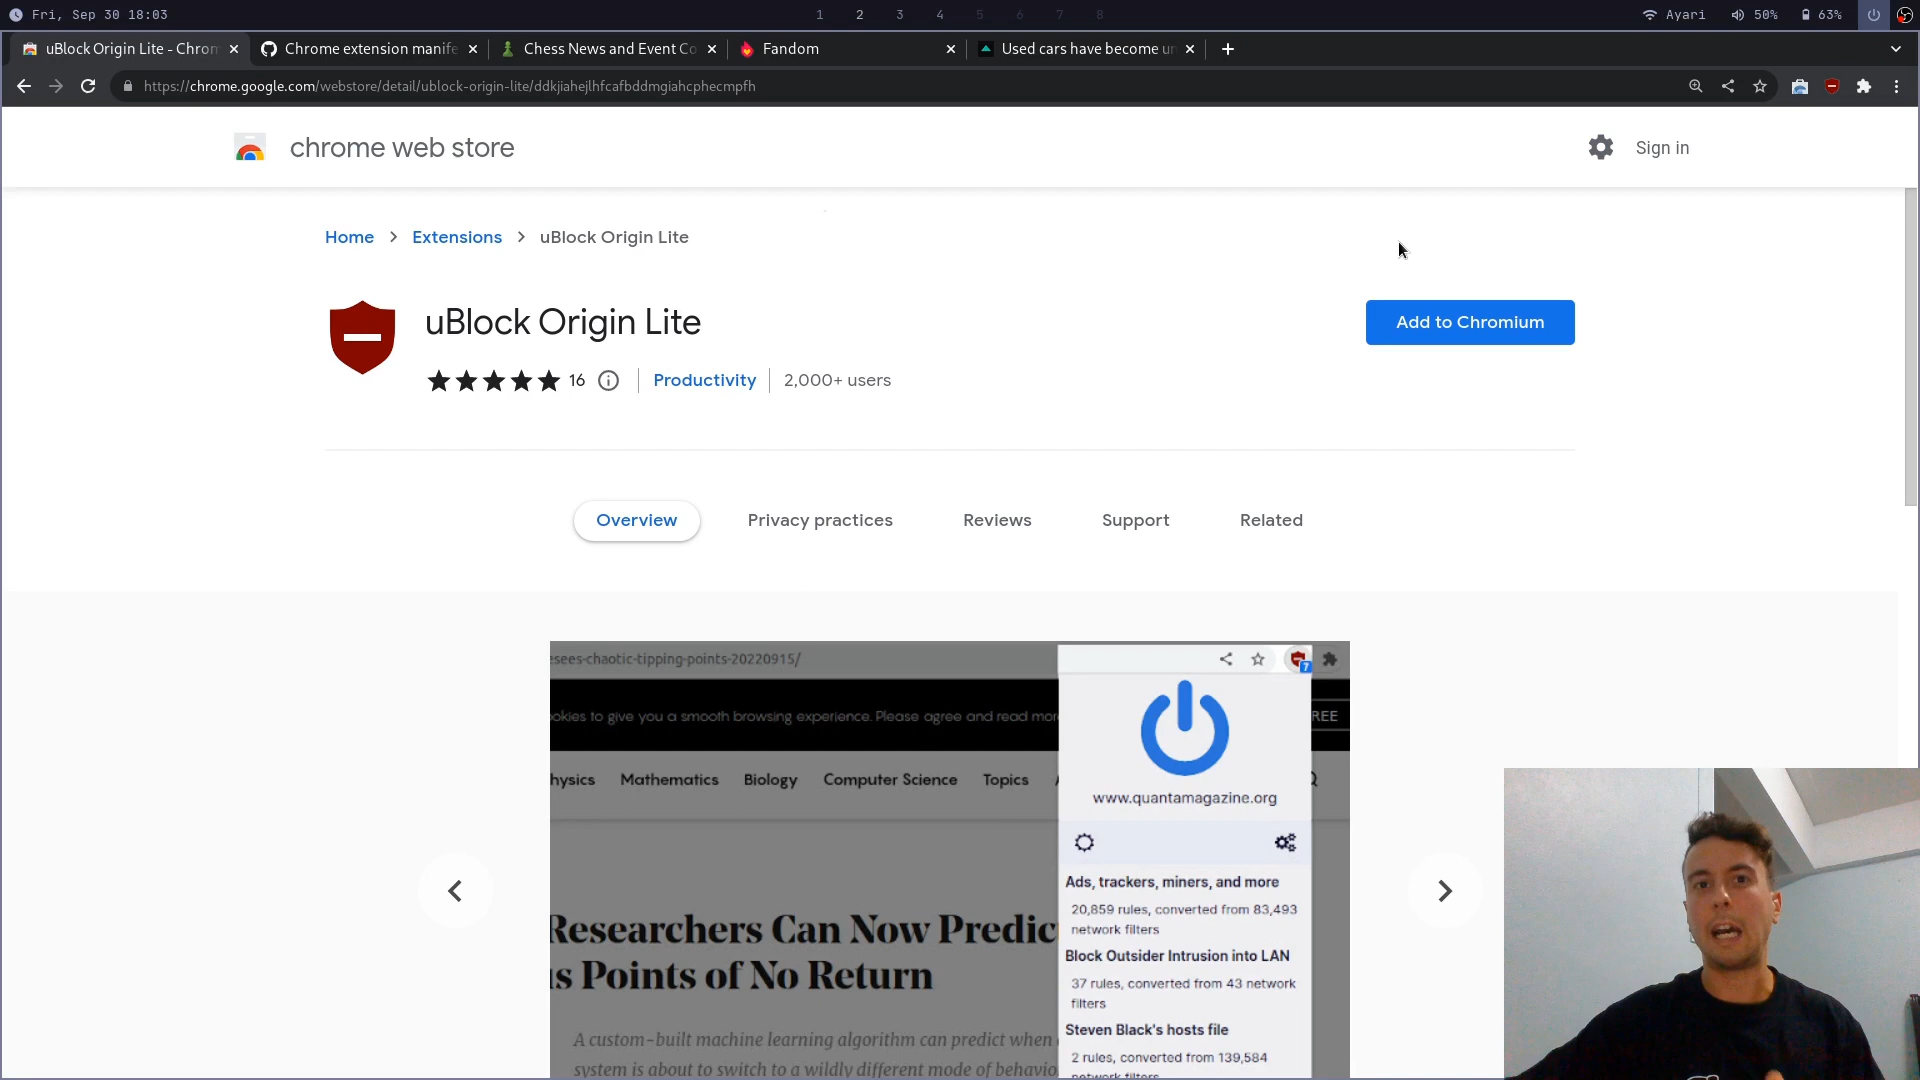 Fri, Sep 30 18:03
1 2 3 4 5 6 7 8
Ayari 50% 63%
uBlock Origin Lite - Chrom
Chrome extension manife
Chess News and Event Co
Fandom
Used cars have become un
https://chrome.google.com/webstore/detail/ublock-origin-lite/ddkjiahejlhfcafbddmgiahcphecmpfh
chrome web store
Sign in
Home > Extensions > uBlock Origin Lite
uBlock Origin Lite
Add to Chromium
16
Productivity
2,000+ users
Overview
Privacy practices
Reviews
Support
Related
esees-chaotic-tipping-points-20220915/
7
okies to give you a smooth browsing experience. Please agree and read mor
REE
hysics Mathematics Biology Computer Science Topics
www.quantamagazine.org
Ads, trackers, miners, and more
20,859 rules, converted from 83,493
network filters
Block Outsider Intrusion into LAN
37 rules, converted from 43 network
filters
Steven Black's hosts file
2 rules, converted from 139,584
network filters
Researchers Can Now Predic
is Points of No Return
A custom-built machine learning algorithm can predict when
system is about to switch to a wildly different mode of behavio